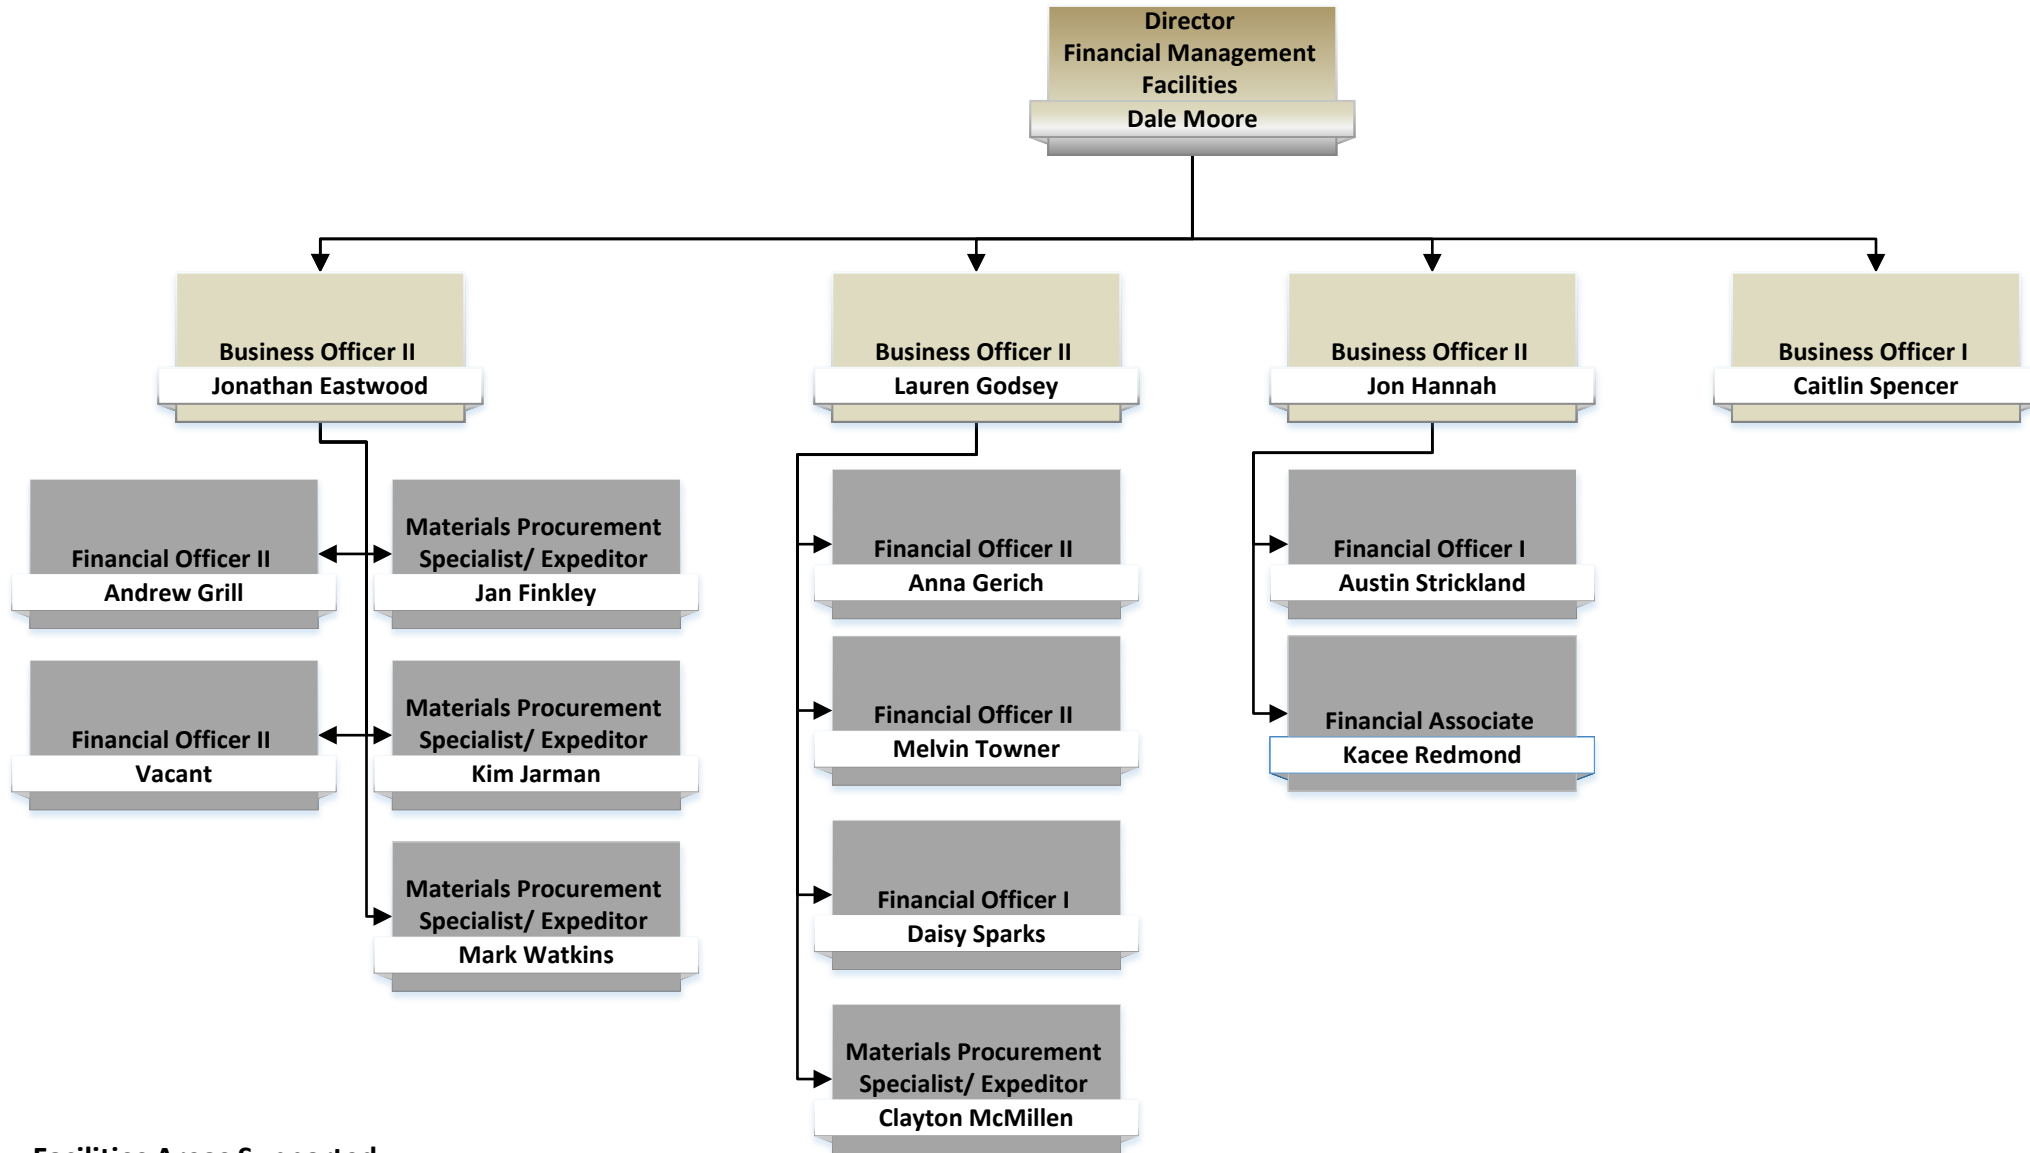 Director
Financial Management
Facilities
Dale Moore
Business Officer II
Jonathan Eastwood
Business Officer II
Lauren Godsey
Business Officer II
Jon Hannah
Business Officer I
Caitlin Spencer
Financial Officer II
Andrew Grill
Materials Procurement
Specialist/ Expeditor
Jan Finkley
Financial Officer II
Vacant
Materials Procurement
Specialist/ Expeditor
Kim Jarman
Materials Procurement
Specialist/ Expeditor
Mark Watkins
Financial Officer II
Anna Gerich
Financial Officer II
Melvin Towner
Financial Officer I
Daisy Sparks
Materials Procurement
Specialist/ Expeditor
Clayton McMillen
Financial Officer I
Austin Strickland
Financial Associate
Kacee Redmond
Facilities Areas Supported